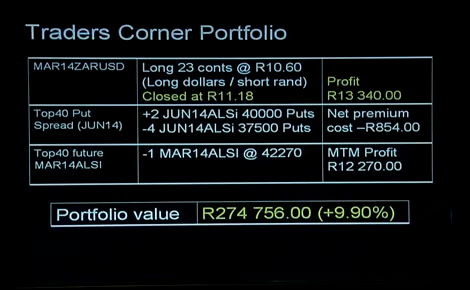 Traders Corner Portfolio
MAR14ZARUSD
Long 23 conts @ R10.60
(Long dollars / short rand)
Closed at R11.18
Profit
R13 340.00
Top40 Put
Spread (JUN14)
+2 JUN14ALSi 40000 Puts
-4 JUN14ALSi 37500 Puts
Net premium
cost –R854.00
Top40 future
MAR14ALSI
-1 MAR14ALSI @ 42270
MTM Profit
R12 270.00
Portfolio value
R274 756.00 (+9.90%)